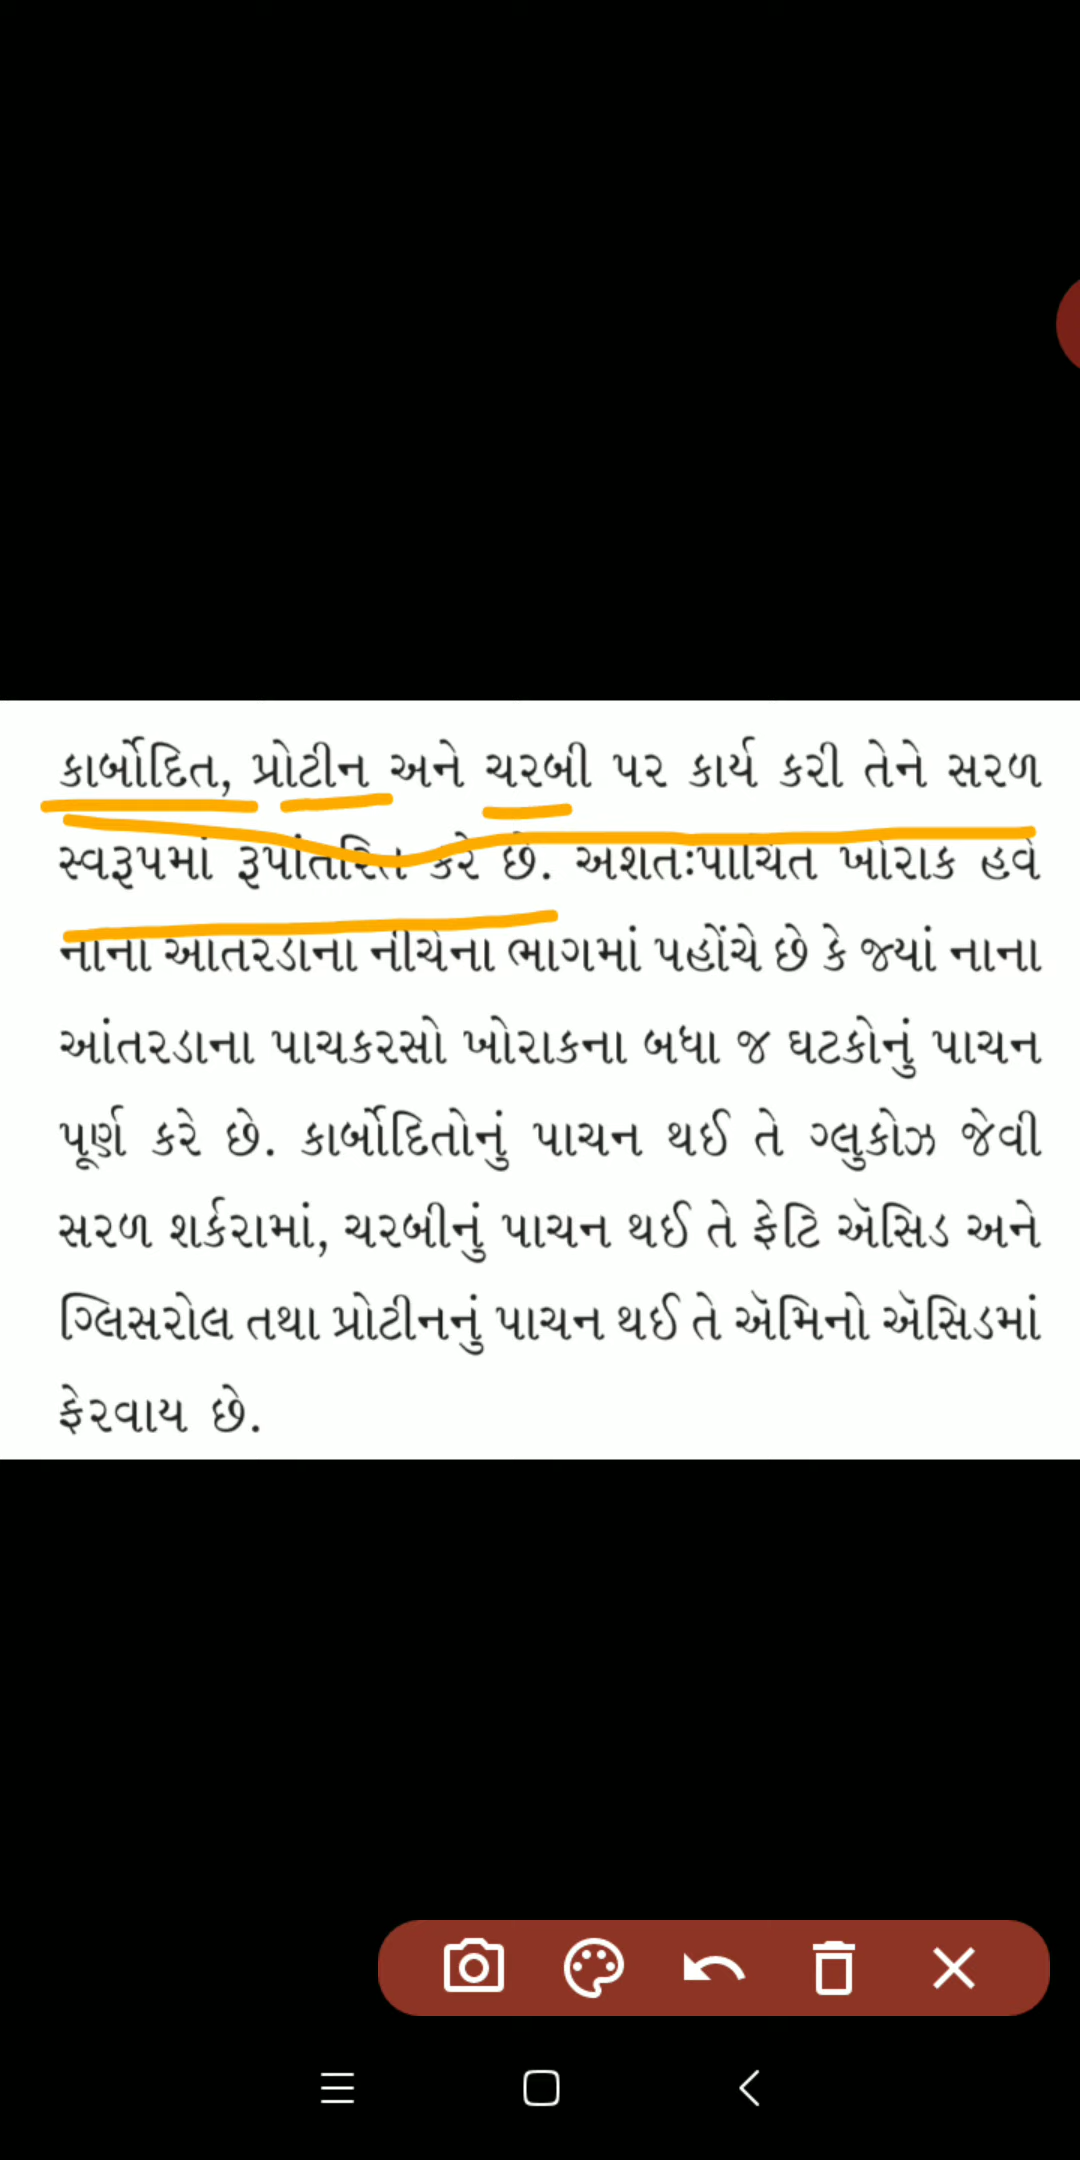 કાર્બોદિત, પ્રોટીન અને ચરબી પર કાર્ય કરી તેને સરળ
સ્વરૂપમાં રૂપાંતરિત કરે છે. અંશતઃપાચિત ખોરાક હવે
નાના આંતરડાના નીચેના ભાગમાં પહોંચે છે કે જ્યાં નાના
આંતરડાના પાચકરસો ખોરાકના બધા જ ઘટકોનું પાચન
પૂર્ણ કરે છે. કાર્બોદિતોનું પાચન થઈ તે ગ્લુકોઝ જેવી
સરળ શર્કરામાં, ચરબીનું પાચન થઈ તે ફેટિ ઍસિડ અને
ગ્લિસરોલ તથા પ્રોટીનનું પાચન થઈ તે ઍમિનો ઍસિડમાં
ફેરવાય છે.